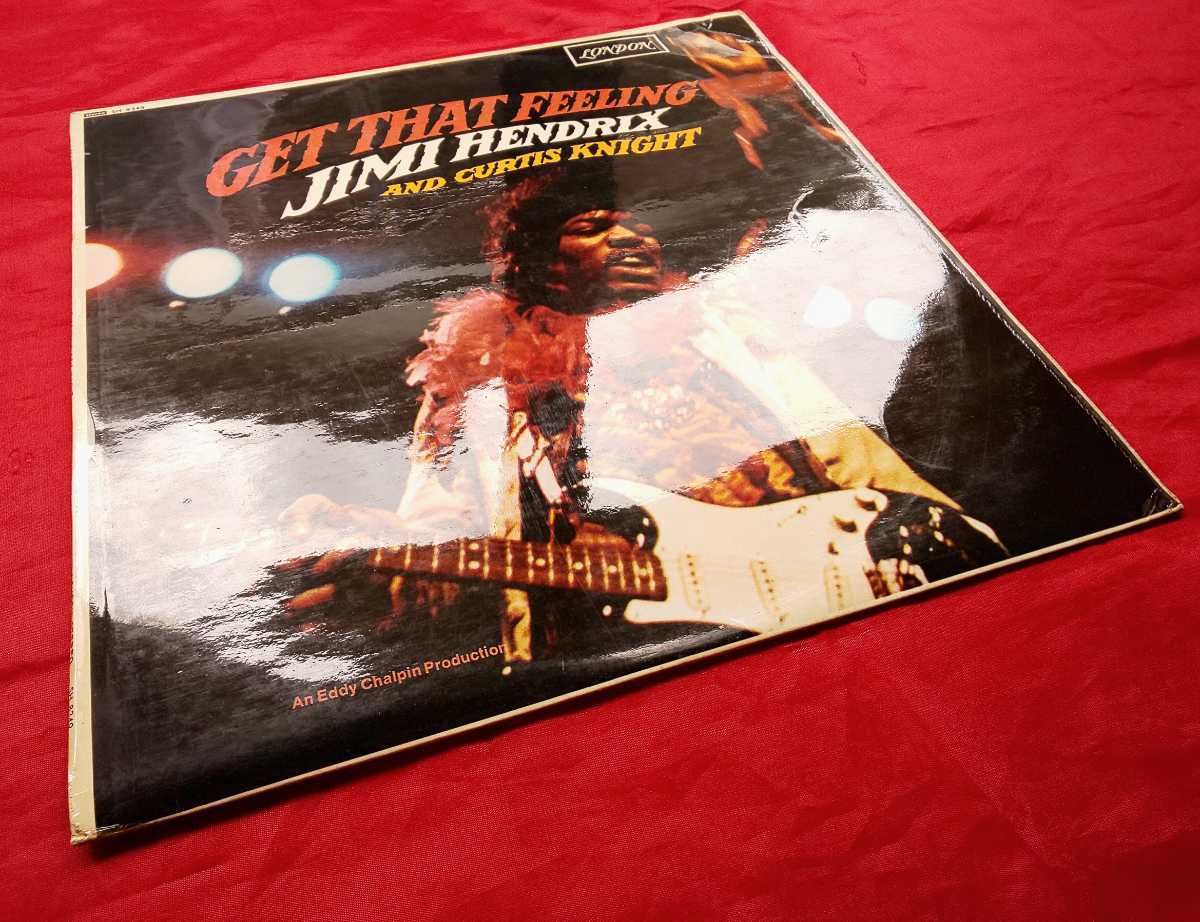 LONDON
GET THAT FEELING
JIMI HENDRIX
AND CURTIS KNIGHT
An Eddy Chalpin Production